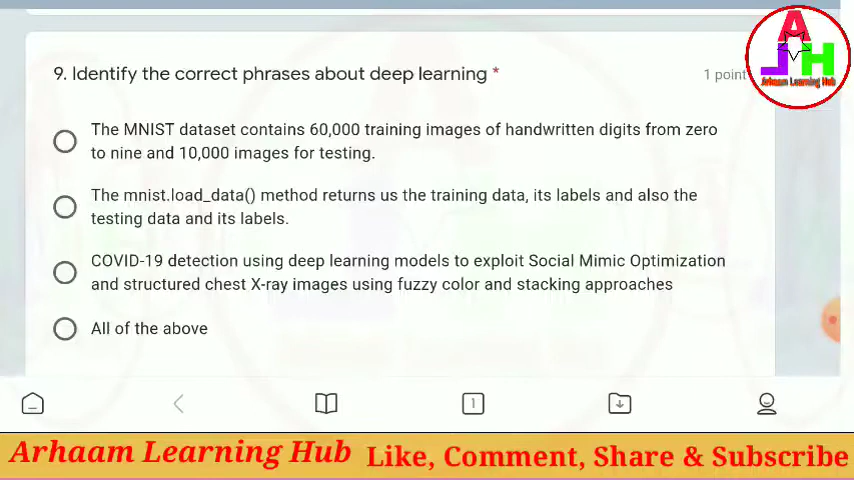 9. Identify the correct phrases about deep learning *
1 point
The MNIST dataset contains 60,000 training images of handwritten digits from zero
to nine and 10,000 images for testing.
The mnist.load_data() method returns us the training data, its labels and also the
testing data and its labels.
COVID-19 detection using deep learning models to exploit Social Mimic Optimization
and structured chest X-ray images using fuzzy color and stacking approaches
All of the above
A
J H
Arhaam Learning Hub
1
Arhaam Learning Hub Like, Comment, Share & Subscribe